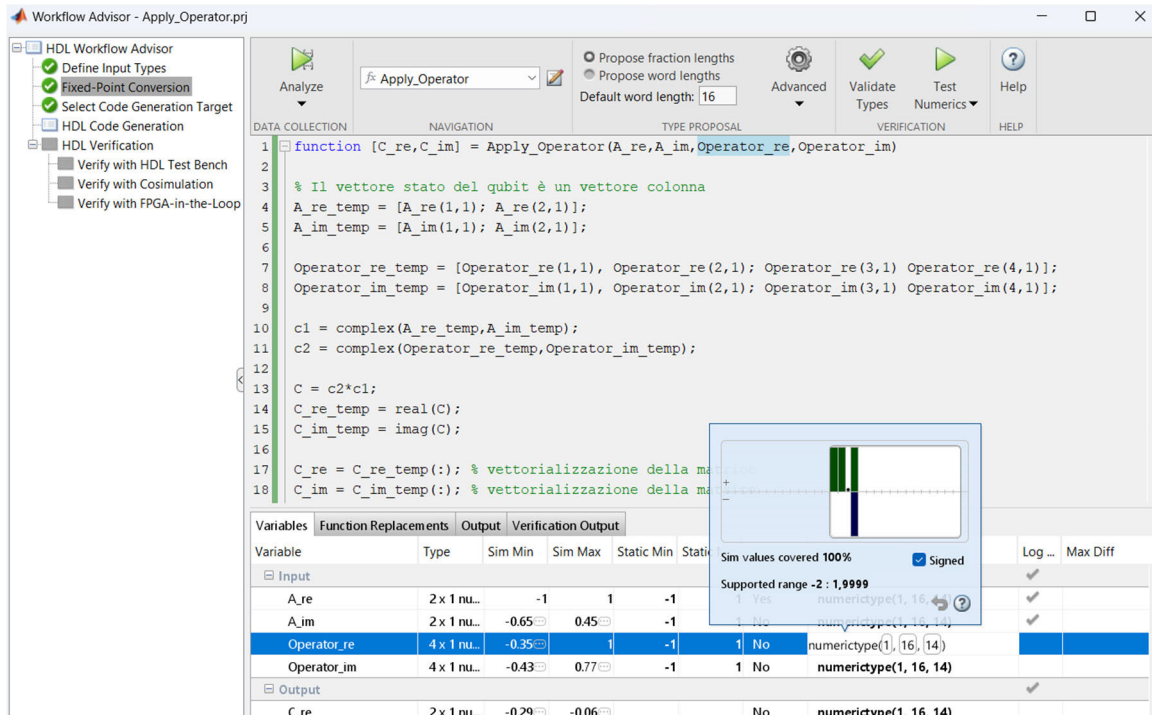 Workflow Advisor - Apply_Operator.prj
HDL Workflow Advisor
Define Input Types
Fixed-Point Conversion
Select Code Generation Target
HDL Code Generation
HDL Verification
Verify with HDL Test Bench
Verify with Cosimulation
Verify with FPGA-in-the-Loop
Analyze
DATA COLLECTION
fx Apply_Operator
NAVIGATION
Propose fraction lengths
Propose word lengths
Default word length: 16
TYPE PROPOSAL
Advanced
Validate Types
Test Numerics
VERIFICATION
Help
HELP
1 function [C_re,C_im] = Apply_Operator(A_re,A_im,Operator_re,Operator_im)
2
3 % Il vettore stato del qubit è un vettore colonna
4 A_re_temp = [A_re(1,1); A_re(2,1)];
5 A_im_temp = [A_im(1,1); A_im(2,1)];
6
7 Operator_re_temp = [Operator_re(1,1), Operator_re(2,1); Operator_re(3,1) Operator_re(4,1)];
8 Operator_im_temp = [Operator_im(1,1), Operator_im(2,1); Operator_im(3,1) Operator_im(4,1)];
9
10 c1 = complex(A_re_temp,A_im_temp);
11 c2 = complex(Operator_re_temp,Operator_im_temp);
12
13 C = c2*c1;
14 C_re_temp = real(C);
15 C_im_temp = imag(C);
16
17 C_re = C_re_temp(:); % vettorializzazione della matrice
18 C_im = C_im_temp(:); % vettorializzazione della matrice
+
−
Sim values covered 100%
Signed
Supported range -2 : 1,9999
Variables Function Replacements Output Verification Output
Variable Type Sim Min Sim Max Static Min Static Log ... Max Diff
Input
A_re 2 x 1 nu... -1 1 -1 1 Yes numerictype(1, 16, 14)
A_im 2 x 1 nu... -0.65 0.45 -1 1 No numerictype(1, 16, 14)
Operator_re 4 x 1 nu... -0.35 1 -1 1 No numerictype(1, 16, 14)
Operator_im 4 x 1 nu... -0.43 0.77 -1 1 No numerictype(1, 16, 14)
Output
C_re 2 x 1 nu... -0.29 -0.06 No numerictype(1, 16, 14)